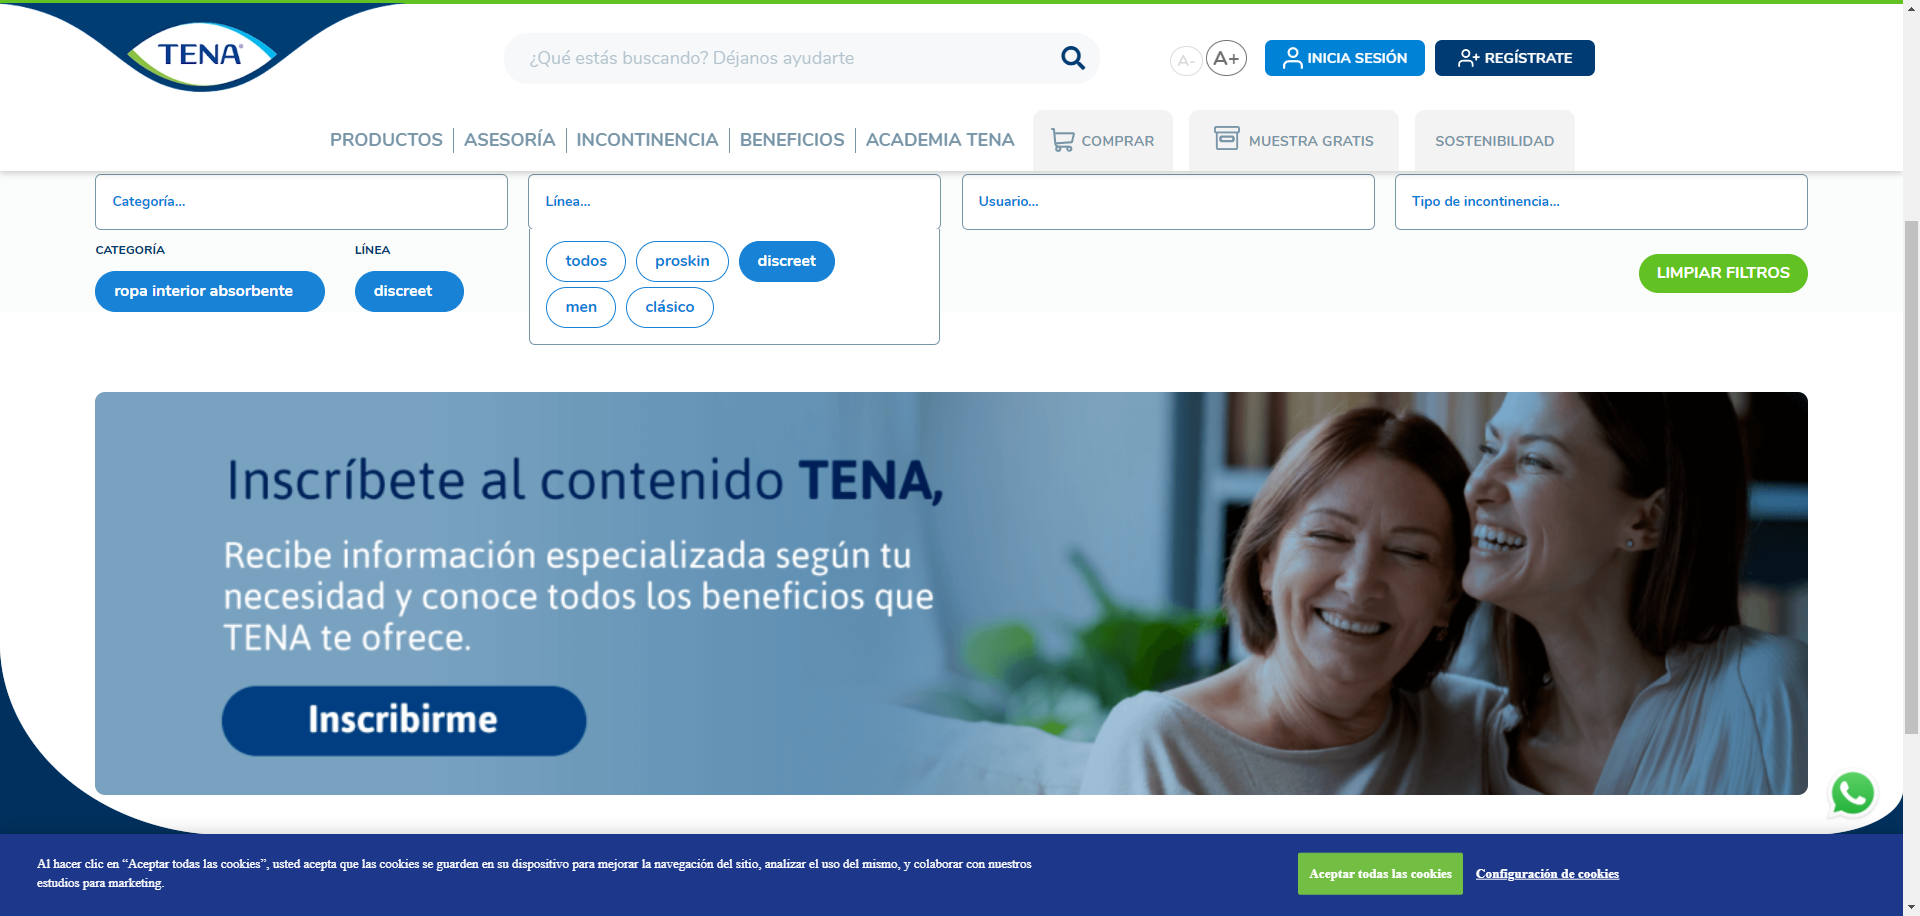 TENA
¿Qué estás buscando? Déjanos ayudarte
A-
A+
INICIA SESIÓN
REGÍSTRATE
PRODUCTOS
ASESORÍA
INCONTINENCIA
BENEFICIOS
ACADEMIA TENA
COMPRAR
MUESTRA GRATIS
SOSTENIBILIDAD
Categoría...
Línea...
Usuario...
Tipo de incontinencia...
CATEGORÍA
LÍNEA
ropa interior absorbente
discreet
todos
proskin
discreet
men
clásico
LIMPIAR FILTROS
Inscríbete al contenido TENA,
Recibe información especializada según tu
necesidad y conoce todos los beneficios que
TENA te ofrece.
Inscribirme
Al hacer clic en “Aceptar todas las cookies”, usted acepta que las cookies se guarden en su dispositivo para mejorar la navegación del sitio, analizar el uso del mismo, y colaborar con nuestros
estudios para marketing.
Aceptar todas las cookies
Configuración de cookies